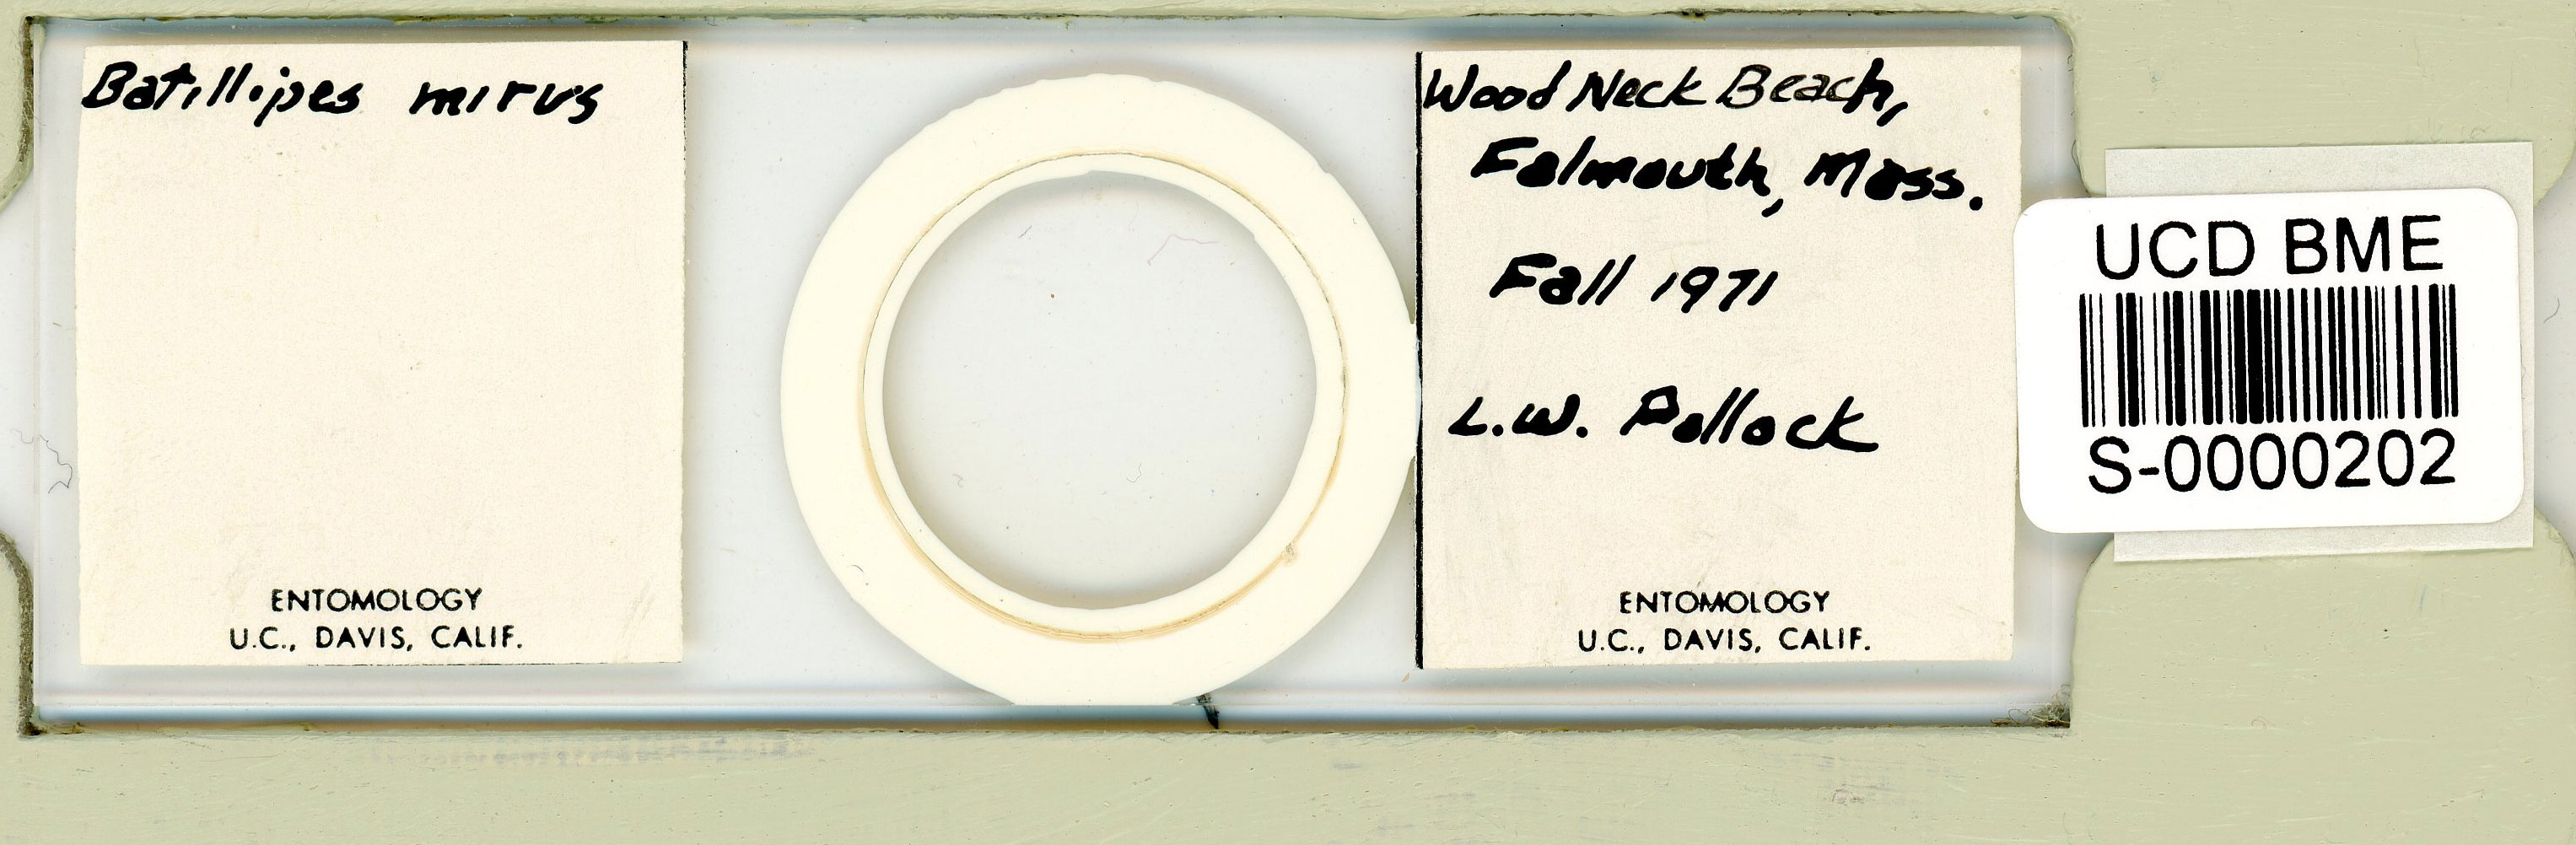 Batillipes mirus
ENTOMOLOGY
U.C., DAVIS, CALIF.
Wood Neck Beach,
Falmouth, Mass.
Fall 1971
L.W. Pollock
ENTOMOLOGY
U.C., DAVIS, CALIF.
UCD BME
S-0000202